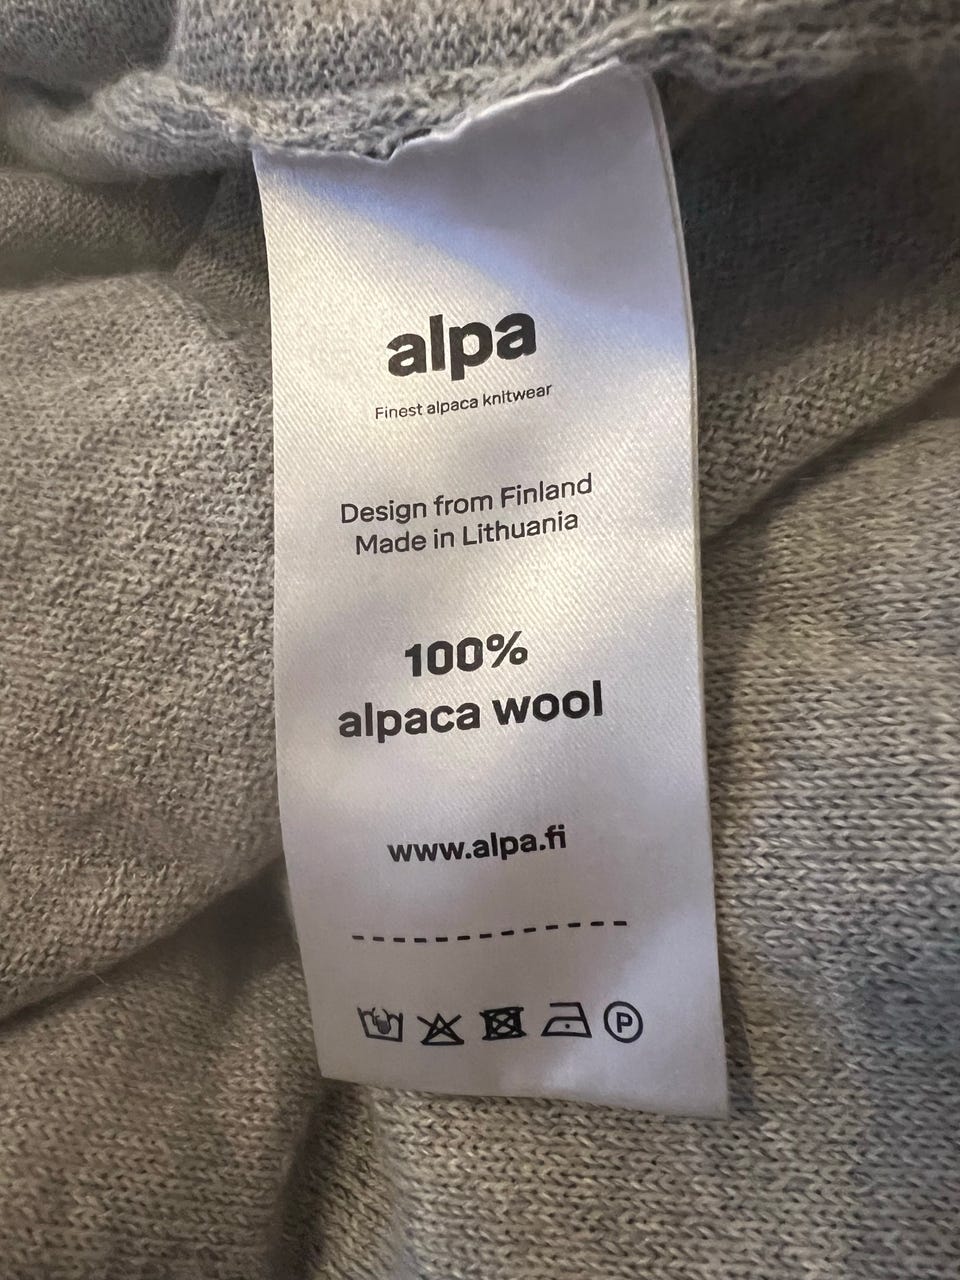 alpa
Finest alpaca knitwear
Design from Finland
Made in Lithuania
100%
alpaca wool
www.alpa.fi
P